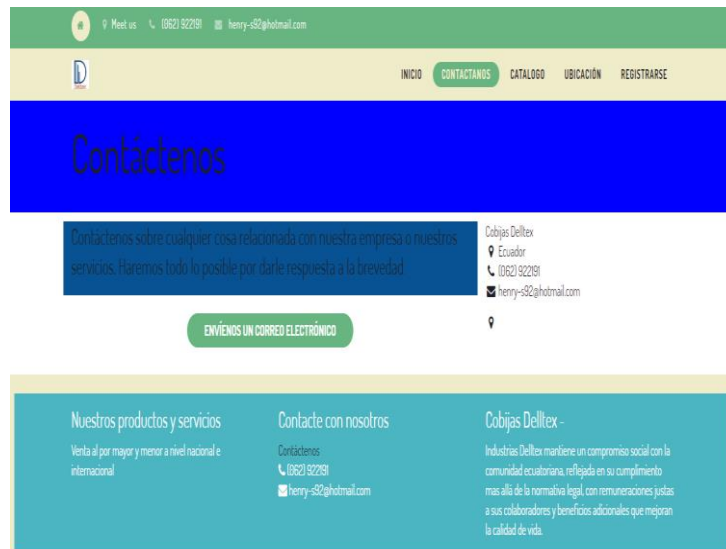 Meet us (062) 922191 henry-s92@hotmail.com
INICIO CONTACTANOS CATALOGO UBICACIÓN REGISTRARSE
Contáctenos
Contáctenos sobre cualquier cosa relacionada con nuestra empresa o nuestros
servicios. Haremos todo lo posible por darle respuesta a la brevedad
ENVÍENOS UN CORREO ELECTRÓNICO
Cobijas Delltex
Ecuador
(062) 922191
henry-s92@hotmail.com
Nuestros productos y servicios
Venta al por mayor y menor a nivel nacional e
internacional
Contacte con nosotros
Contáctenos
(062) 922191
henry-s92@hotmail.com
Cobijas Delltex -
Industrias Delltex mantiene un compromiso social con la
comunidad ecuatoriana, reflejada en su cumplimiento
mas allá de la normativa legal, con remuneraciones justas
a sus colaboradores y beneficios adicionales que mejoran
la calidad de vida.